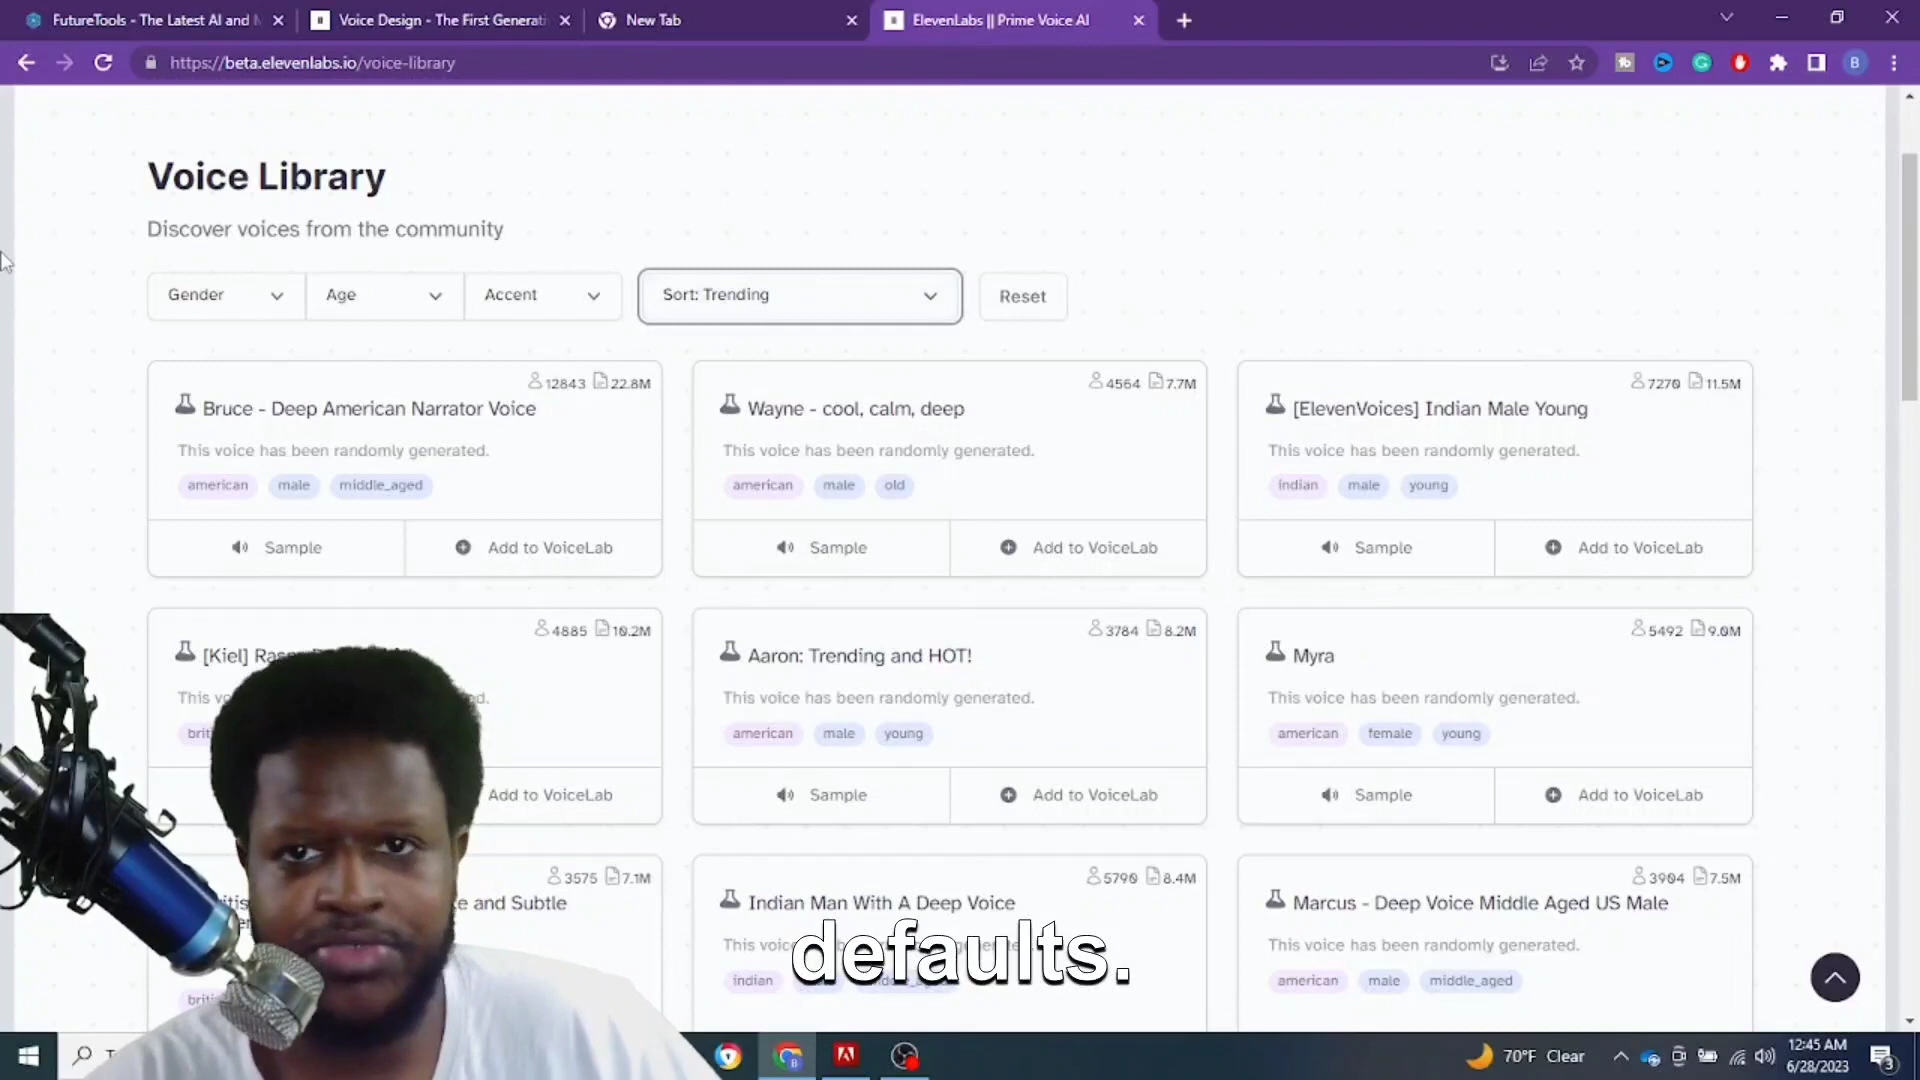 FutureTools - The Latest AI and
Voice Design - The First Generati
New Tab
ElevenLabs || Prime Voice AI
https://beta.elevenlabs.io/voice-library
B
Voice Library
Discover voices from the community
Gender
Age
Accent
Sort: Trending
Reset
12843 22.8M
Bruce - Deep American Narrator Voice
This voice has been randomly generated.
american male middle_aged
Sample
Add to VoiceLab
4564 7.7M
Wayne - cool, calm, deep
This voice has been randomly generated.
american male old
Sample
Add to VoiceLab
7270 11.5M
[ElevenVoices] Indian Male Young
This voice has been randomly generated.
indian male young
Sample
Add to VoiceLab
4885 10.2M
[Kiel]
This
Add to VoiceLab
3784 8.2M
Aaron: Trending and HOT!
This voice has been randomly generated.
american male young
Sample
Add to VoiceLab
5492 9.0M
Myra
This voice has been randomly generated.
american female young
Sample
Add to VoiceLab
3575 7.1M
and Subtle
5790 8.4M
Indian Man With A Deep Voice
This
indian
3904 7.5M
Marcus - Deep Voice Middle Aged US Male
This voice has been randomly generated.
american male middle_aged
defaults.
70°F Clear
12:45 AM
6/28/2023
3